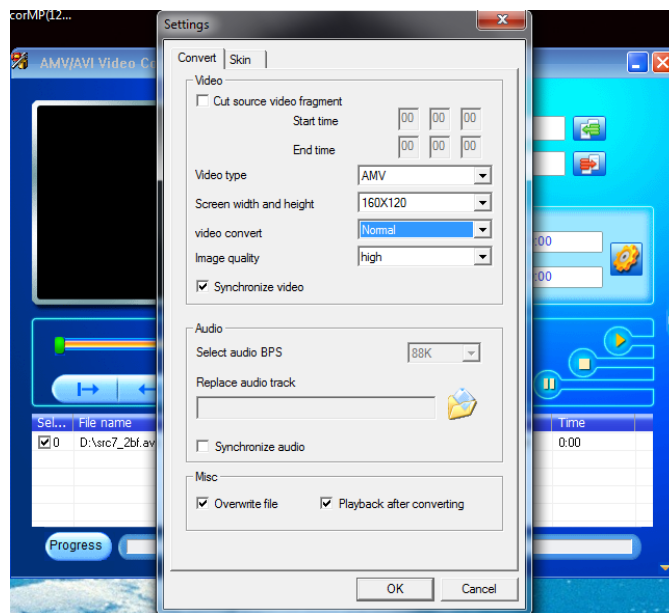 corMP(12...
Settings
AMV/AVI Video Co
Convert Skin
Video
Cut source video fragment
Start time 00 00 00
End time 00 00 00
Video type AMV
Screen width and height 160X120
video convert Normal
:00
Image quality high
:00
Synchronize video
Audio
Select audio BPS 88K
Replace audio track
Sel... File name Time
0 D:\src7_2bf.av 0:00
Synchronize audio
Misc
Overwrite file Playback after converting
Progress
OK Cancel